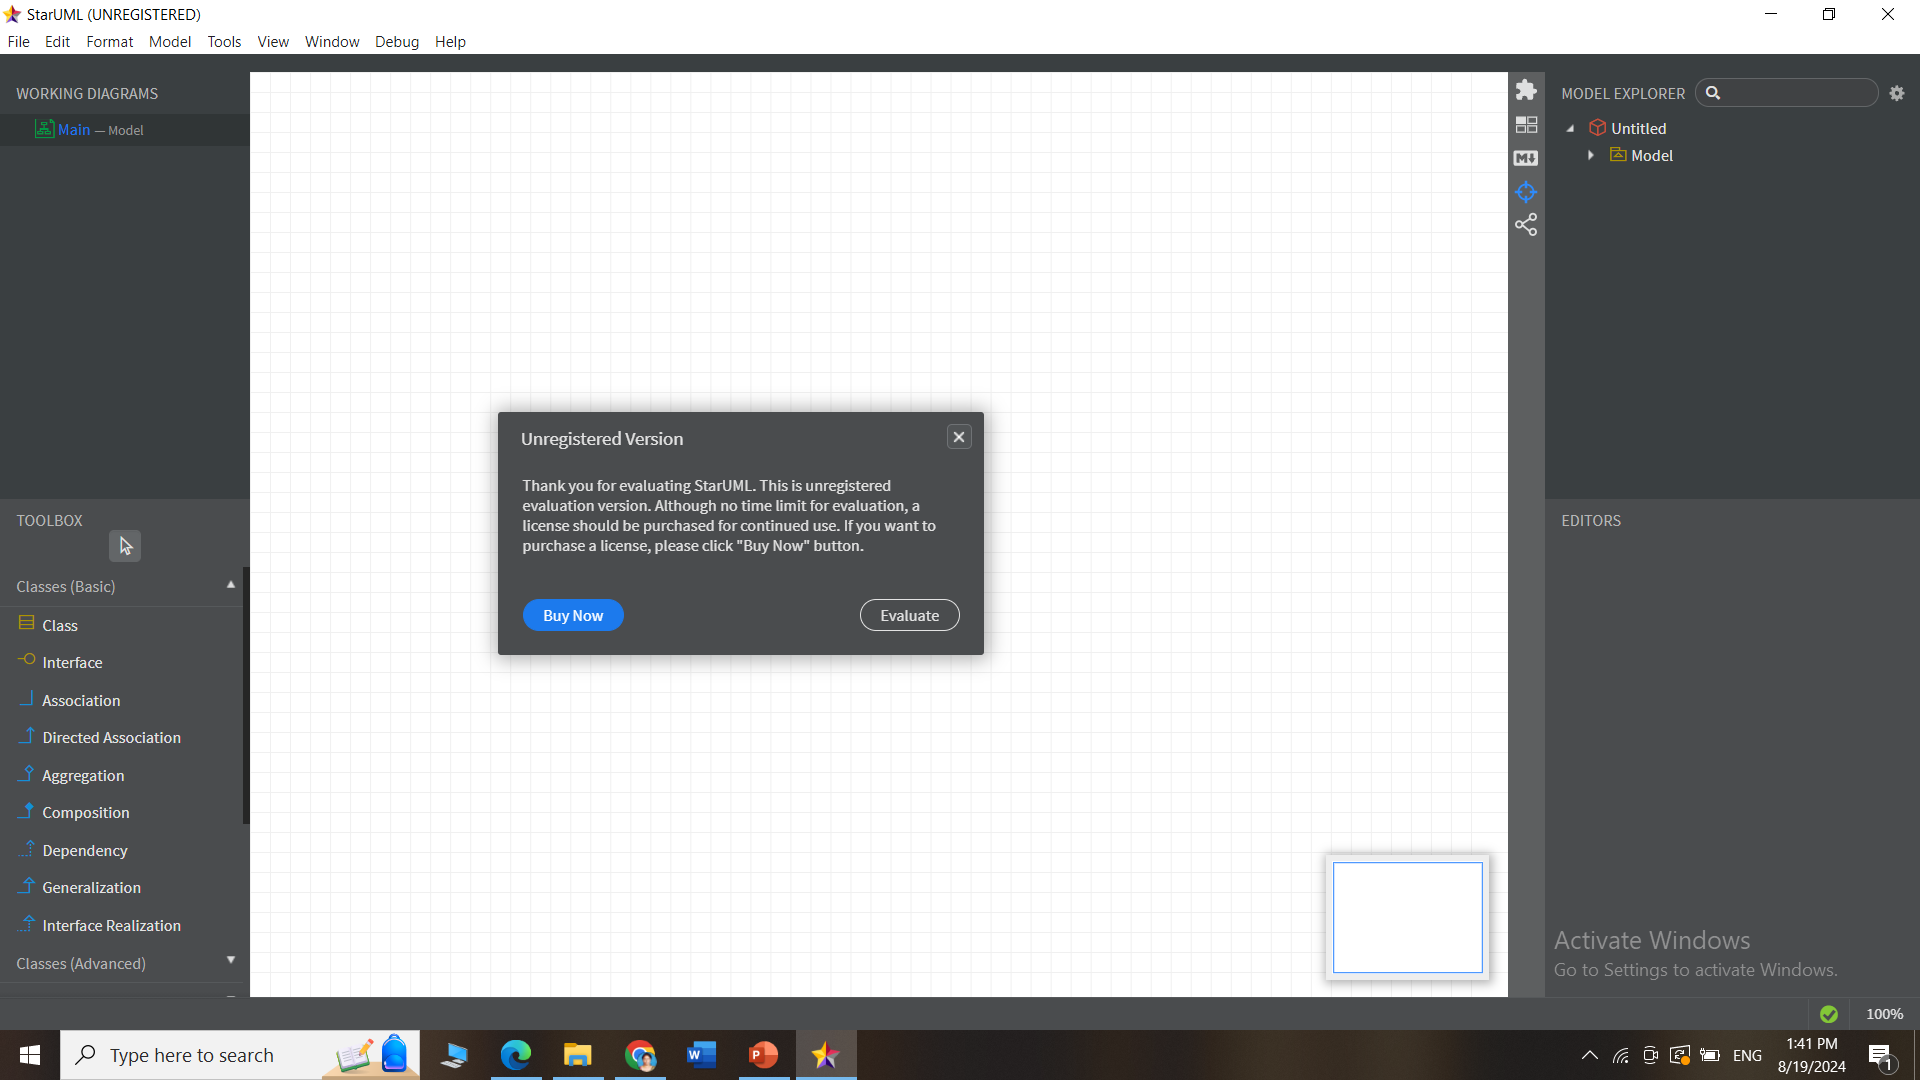 StarUML (UNREGISTERED)
File Edit Format Model Tools View Window Debug Help
WORKING DIAGRAMS
Main — Model
TOOLBOX
Classes (Basic)
Class
Interface
Association
Directed Association
Aggregation
Composition
Dependency
Generalization
Interface Realization
Classes (Advanced)
Unregistered Version
Thank you for evaluating StarUML. This is unregistered
evaluation version. Although no time limit for evaluation, a
license should be purchased for continued use. If you want to
purchase a license, please click "Buy Now" button.
Buy Now
Evaluate
M
MODEL EXPLORER
Untitled
Model
EDITORS
Activate Windows
Go to Settings to activate Windows.
100%
Type here to search
W
P
ENG
1:41 PM
8/19/2024
1